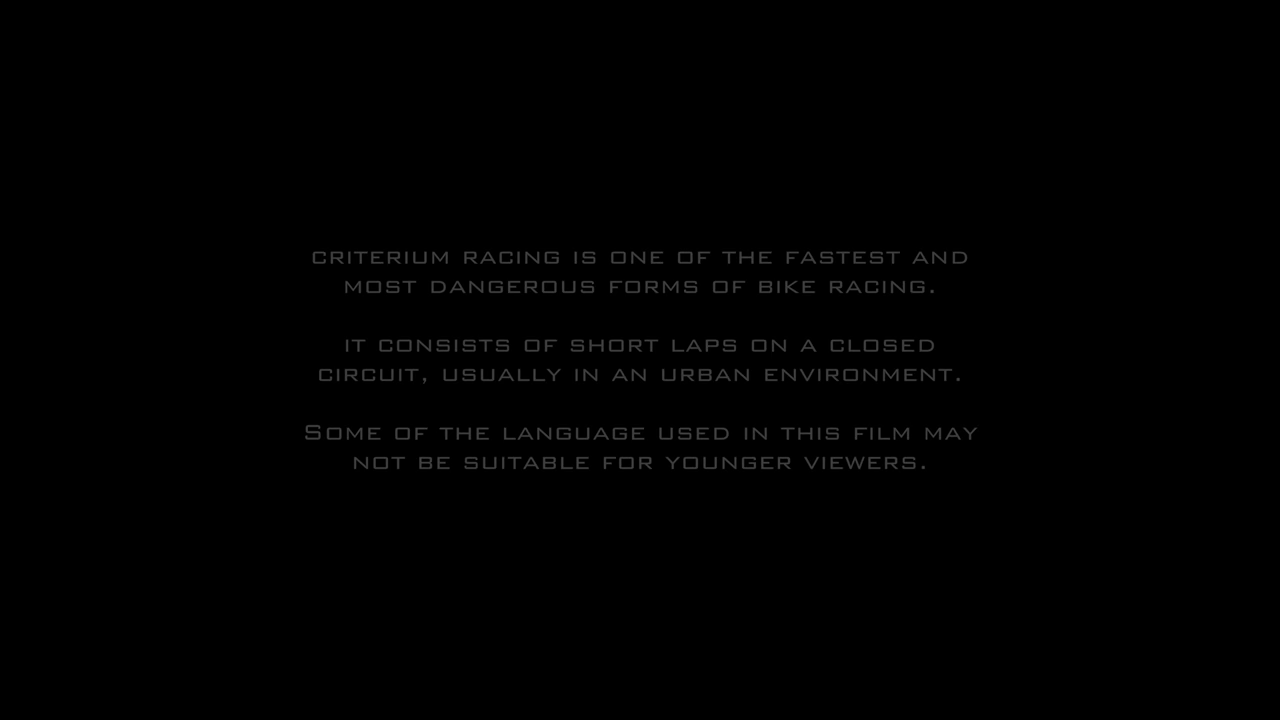 CRITERIUM RACING IS ONE OF THE FASTEST AND
MOST DANGEROUS FORMS OF BIKE RACING.
IT CONSISTS OF SHORT LAPS ON A CLOSED
CIRCUIT, USUALLY IN AN URBAN ENVIRONMENT.
SOME OF THE LANGUAGE USED IN THIS FILM MAY
NOT BE SUITABLE FOR YOUNGER VIEWERS.